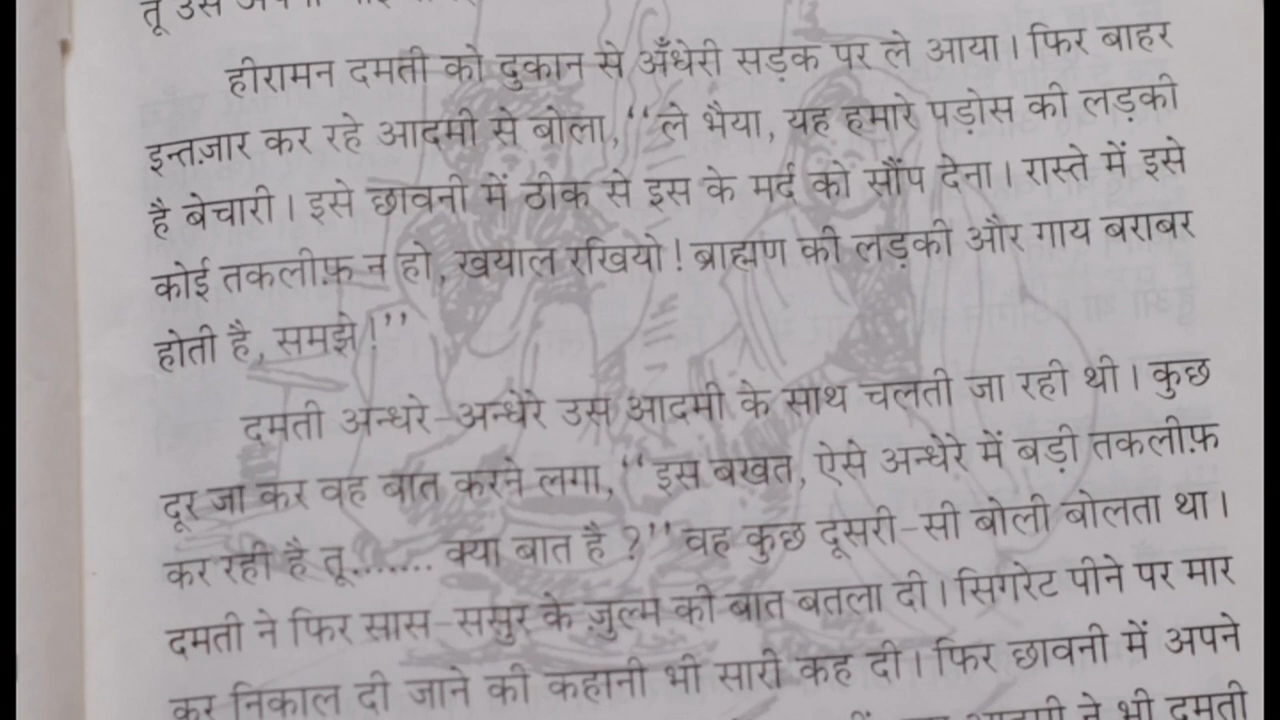 तू उसे
हीरामन दमती को दुकान से अँधेरी सड़क पर ले आया। फिर बाहर
इन्तज़ार कर रहे आदमी से बोला, ‘‘ले भैया, यह हमारे पड़ोस की लड़की
है बेचारी। इसे छावनी में ठीक से इस के मर्द को सौंप देना। रास्ते में इसे
कोई तकलीफ़ न हो, खयाल रखियो! ब्राह्मण की लड़की और गाय बराबर
होती है, समझे!’’
दमती अन्धरे-अन्धेरे उस आदमी के साथ चलती जा रही थी। कुछ
दूर जा कर वह बात करने लगा, ‘‘इस बखत, ऐसे अन्धेरे में बड़ी तकलीफ़
कर रही है तू....... क्या बात है ?’’ वह कुछ दूसरी-सी बोली बोलता था।
दमती ने फिर सास-ससुर के ज़ुल्म की बात बतला दी। सिगरेट पीने पर मार
कर निकाल दी जाने की कहानी भी सारी कह दी। फिर छावनी में अपने
ने भी दमती